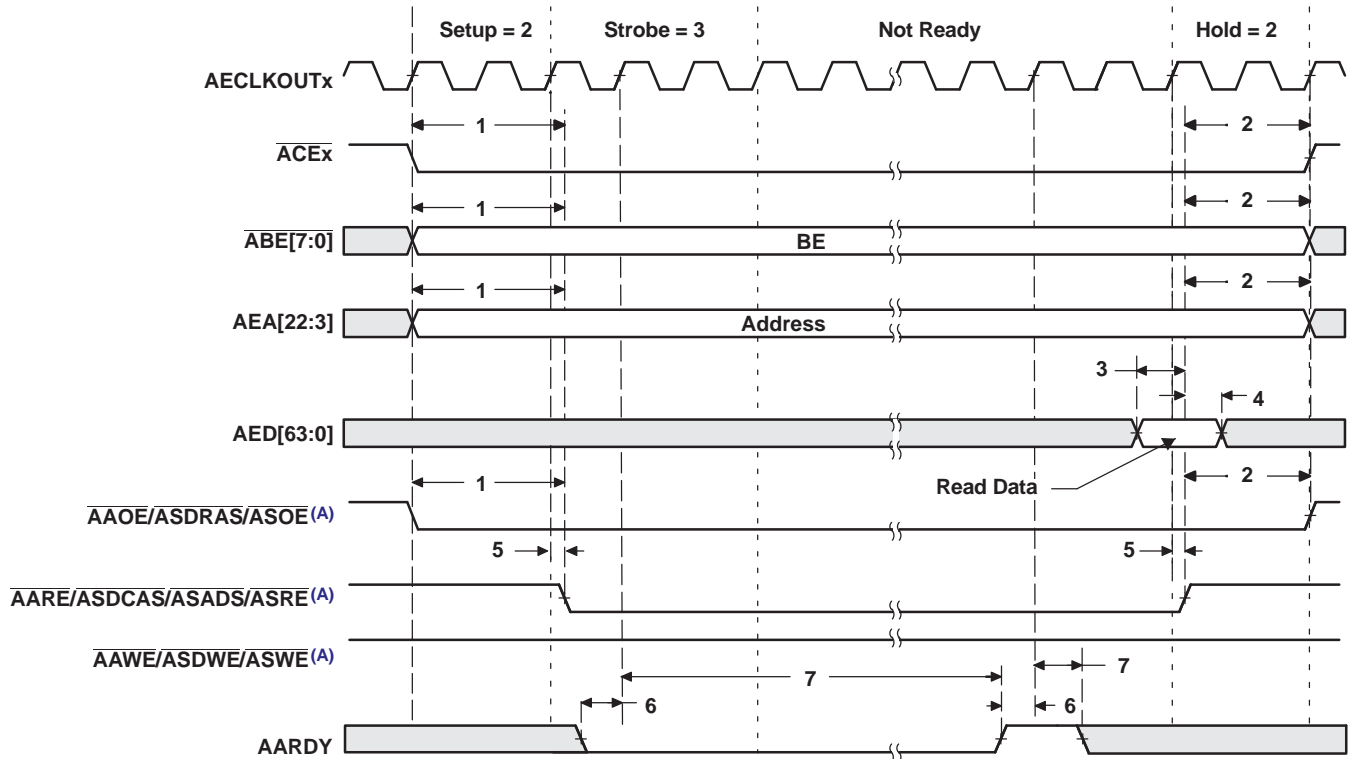 Setup = 2 Strobe = 3 Not Ready Hold = 2
AECLKOUTx
1 2
ACEx
1 2
ABE[7:0] BE
1 2
AEA[22:3] Address
3
4
AED[63:0]
Read Data
1 2
AAOE/ASDRAS/ASOE(A)
5 5
AARE/ASDCAS/ASADS/ASRE(A)
AAWE/ASDWE/ASWE(A)
7 7
6 6
AARDY